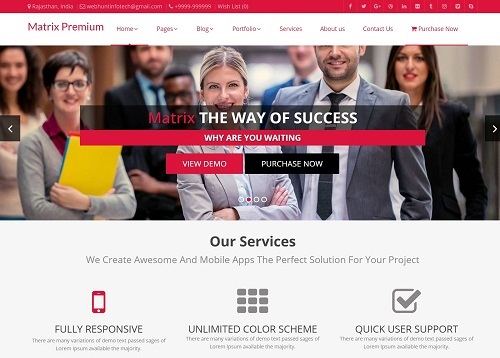 Rajasthan, India webhuntinfotech@gmail.com +9999-999999 Wish List (0)
Matrix Premium
Home Pages Blog Portfolio Services About us Contact Purchase Now
Matrix THE WAY OF SUCCESS
WHY ARE YOU WAITING
VIEW DEMO PURCHASE NOW
Our Services
We Create Awesome And Mobile Apps The Perfect Solution For Your Project
FULLY RESPONSIVE UNLIMITED COLOR SCHEME QUICK USER SUPPORT
There are many variations of demo text passed sages of There are many variations of demo text passed sages of There are many variations of demo text passed sages of
Lorem Ipsum available the majority. Lorem Ipsum available the majority. Lorem Ipsum available the majority.